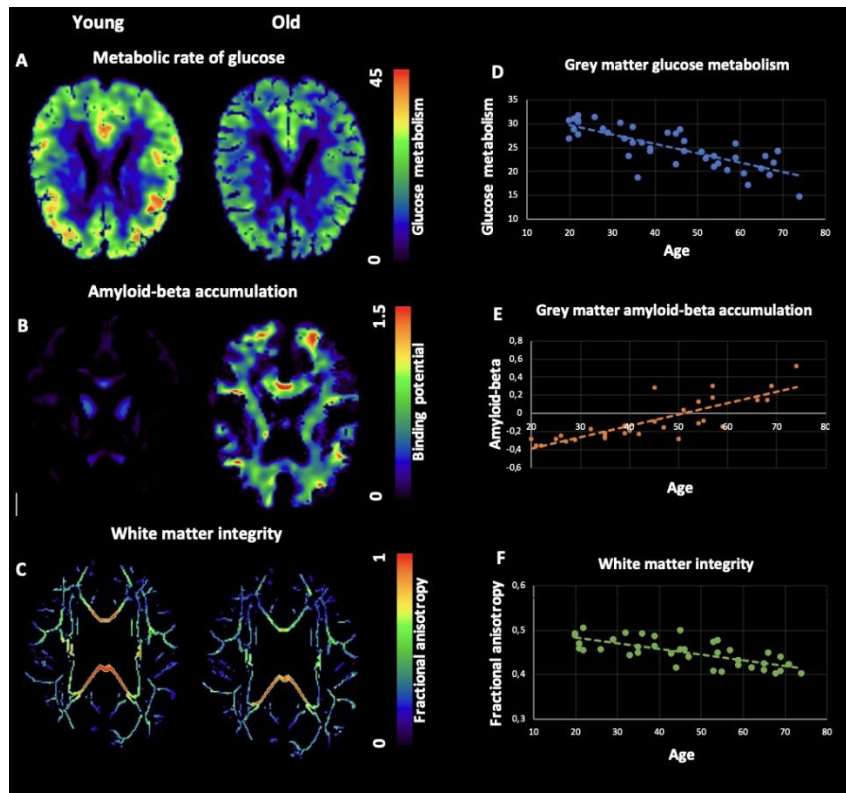 Young Old
A Metabolic rate of glucose
45
Glucose metabolism
0
D Grey matter glucose metabolism
35
30
25
20
15
10
Glucose metabolism
10 20 30 40 50 60 70 80
Age
Amyloid-beta accumulation
B
1.5
Binding potential
0
E Grey matter amyloid-beta accumulation
0,8
0,6
0,4
0,2
0
-0,2
-0,4
-0,6
Amyloid-beta
20 30 40 50 60 70 80
Age
White matter integrity
C
1
Fractional anisotropy
0
F White matter integrity
0,6
0,5
0,4
0,3
Fractional anisotropy
10 20 30 40 50 60 70 80
Age